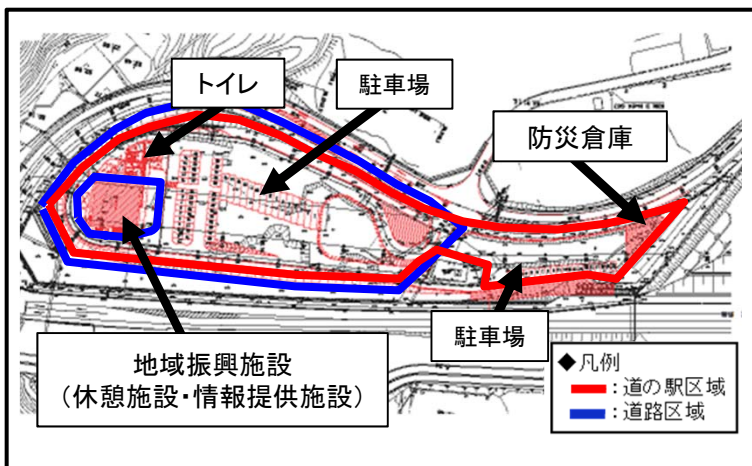 トイレ
駐車場
防災倉庫
駐車場
地域振興施設
(休憩施設・情報提供施設)
◆凡例
:道の駅区域
:道路区域